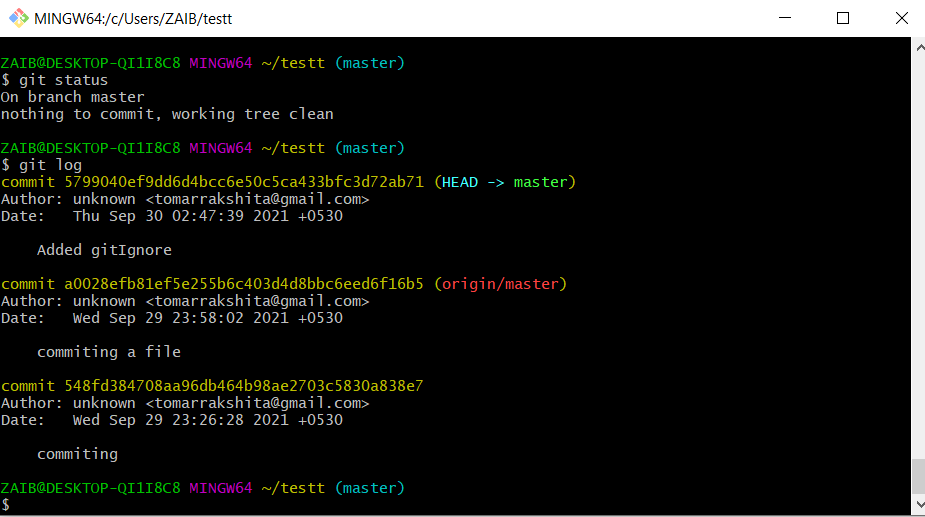 MINGW64:/c/Users/ZAIB/testt
ZAIB@DESKTOP-QI1I8C8 MINGW64 ~/testt (master)
$ git status
On branch master
nothing to commit, working tree clean
ZAIB@DESKTOP-QI1I8C8 MINGW64 ~/testt (master)
$ git log
commit 5799040ef9dd6d4bcc6e50c5ca433bfc3d72ab71 (HEAD -> master)
Author: unknown <tomarrakshita@gmail.com>
Date:   Thu Sep 30 02:47:39 2021 +0530
    Added gitIgnore
commit a0028efb81ef5e255b6c403d4d8bbc6eed6f16b5 (origin/master)
Author: unknown <tomarrakshita@gmail.com>
Date:   Wed Sep 29 23:58:02 2021 +0530
    commiting a file
commit 548fd384708aa96db464b98ae2703c5830a838e7
Author: unknown <tomarrakshita@gmail.com>
Date:   Wed Sep 29 23:26:28 2021 +0530
    commiting
ZAIB@DESKTOP-QI1I8C8 MINGW64 ~/testt (master)
$